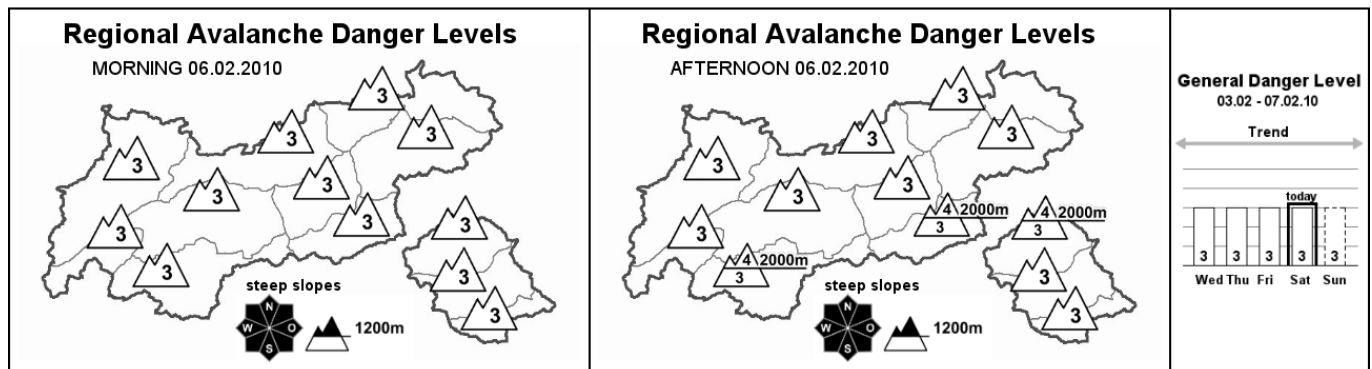 Regional Avalanche Danger Levels
MORNING 06.02.2010
3
3
3
3
3
3
3
3
3
3
3
3
3
steep slopes
N
W O
S
1200m
Regional Avalanche Danger Levels
AFTERNOON 06.02.2010
3
3
3
3
3
3
4 2000m
3
4 2000m
3
3
4 2000m
3
3
3
steep slopes
N
W O
S
1200m
General Danger Level
03.02 - 07.02.10
Trend
today
3 3 3 3 3
Wed Thu Fri Sat Sun